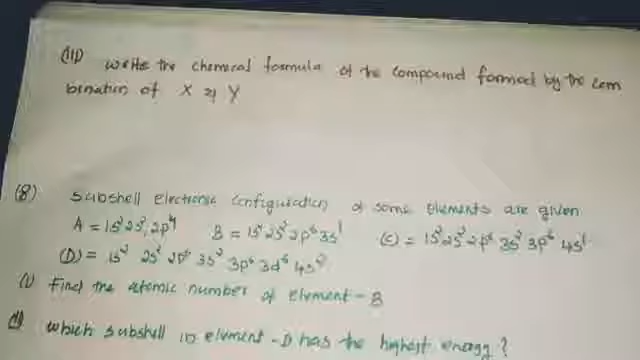 (III) Write the chemical formula of the compound formed by the com
bination of X & Y
(8) Subshell electronic configuration of some elements are given
A = 1s² 2s², 2p⁴ B = 1s² 2s² 2p⁶ 3s¹ (C) = 1s² 2s² 2p⁶ 3s² 3p⁶ 4s¹
(D) = 1s² 2s² 2p⁶ 3s² 3p⁶ 3d⁶ 4s²
(I) Find the atomic number of element - B
(II) which subshell in element - D has the highest energy?